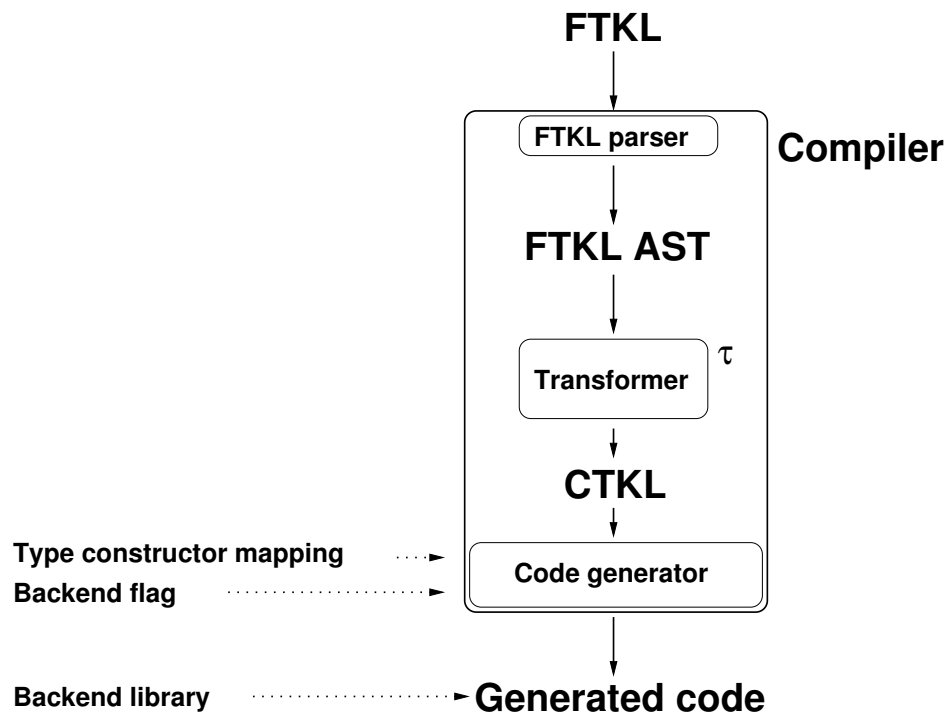 FTKL
FTKL parser
Compiler
FTKL AST
τ
Transformer
CTKL
Type constructor mapping
Code generator
Backend flag
Backend library
Generated code